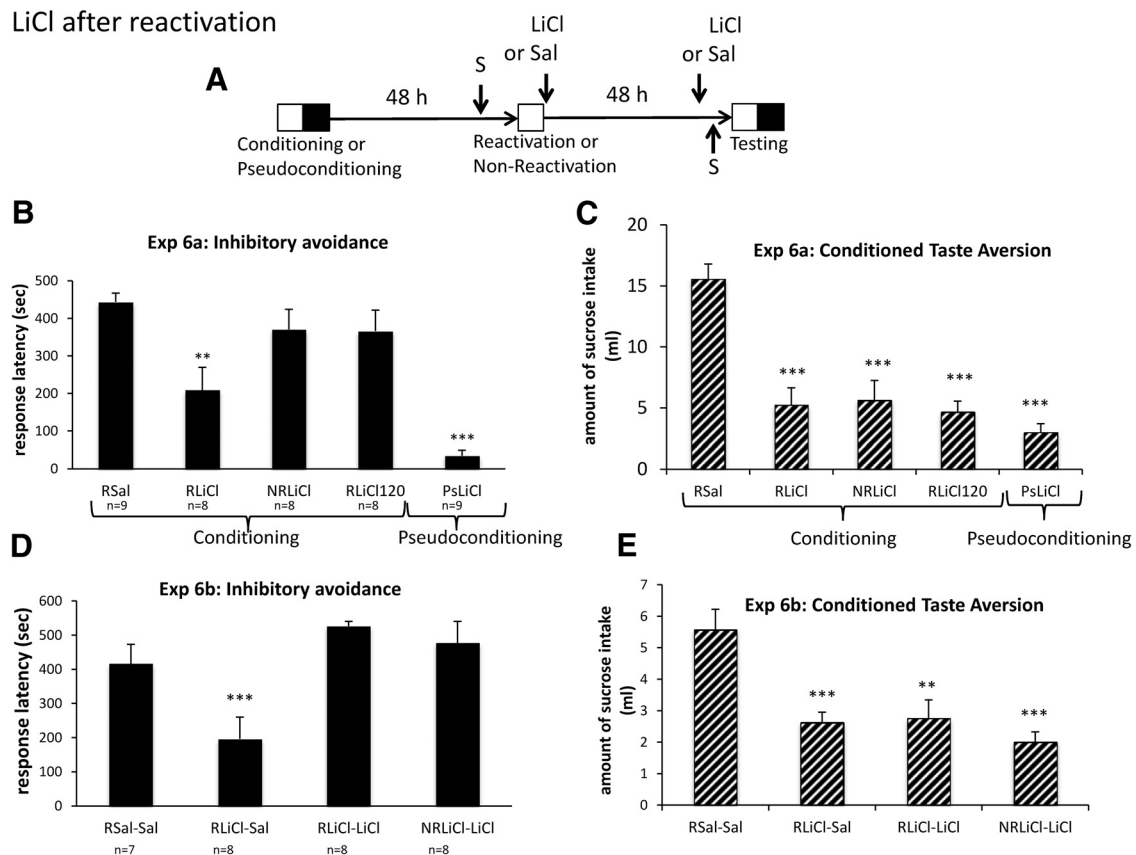 LiCl after reactivation
A
48 h
S
LiCl
or Sal
48 h
LiCl
or Sal
S
Conditioning or
Pseudoconditioning
Reactivation or
Non-Reactivation
Testing
B
Exp 6a: Inhibitory avoidance
response latency (sec)
500
400
300
200
100
0
**
***
RSal
RLiCl
NRLiCl
RLiCl120
PsLiCl
n=9
n=8
n=8
n=8
n=9
Conditioning
Pseudoconditioning
C
Exp 6a: Conditioned Taste Aversion
amount of sucrose intake
(ml)
20
15
10
5
0
***
***
***
***
RSal
RLiCl
NRLiCl
RLiCl120
PsLiCl
Conditioning
Pseudoconditioning
D
Exp 6b: Inhibitory avoidance
response latency (sec)
600
500
400
300
200
100
0
***
RSal-Sal
RLiCl-Sal
RLiCl-LiCl
NRLiCl-LiCl
n=7
n=8
n=8
n=8
E
Exp 6b: Conditioned Taste Aversion
amount of sucrose intake
(ml)
7
6
5
4
3
2
1
0
***
**
***
RSal-Sal
RLiCl-Sal
RLiCl-LiCl
NRLiCl-LiCl